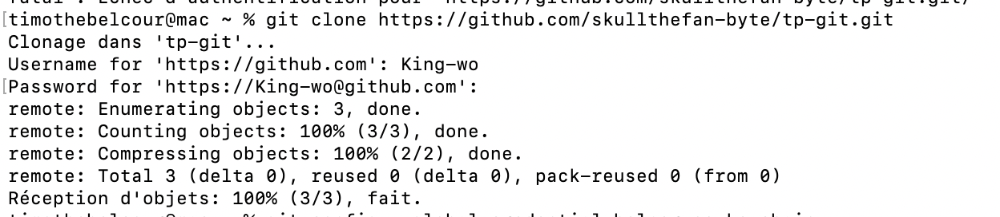 [timothebelcour@mac ~ % git clone https://github.com/skullthefan-byte/tp-git.git
Clonage dans 'tp-git'...
Username for 'https://github.com': King-wo
[Password for 'https://King-wo@github.com':
remote: Enumerating objects: 3, done.
remote: Counting objects: 100% (3/3), done.
remote: Compressing objects: 100% (2/2), done.
remote: Total 3 (delta 0), reused 0 (delta 0), pack-reused 0 (from 0)
Réception d'objets: 100% (3/3), fait.